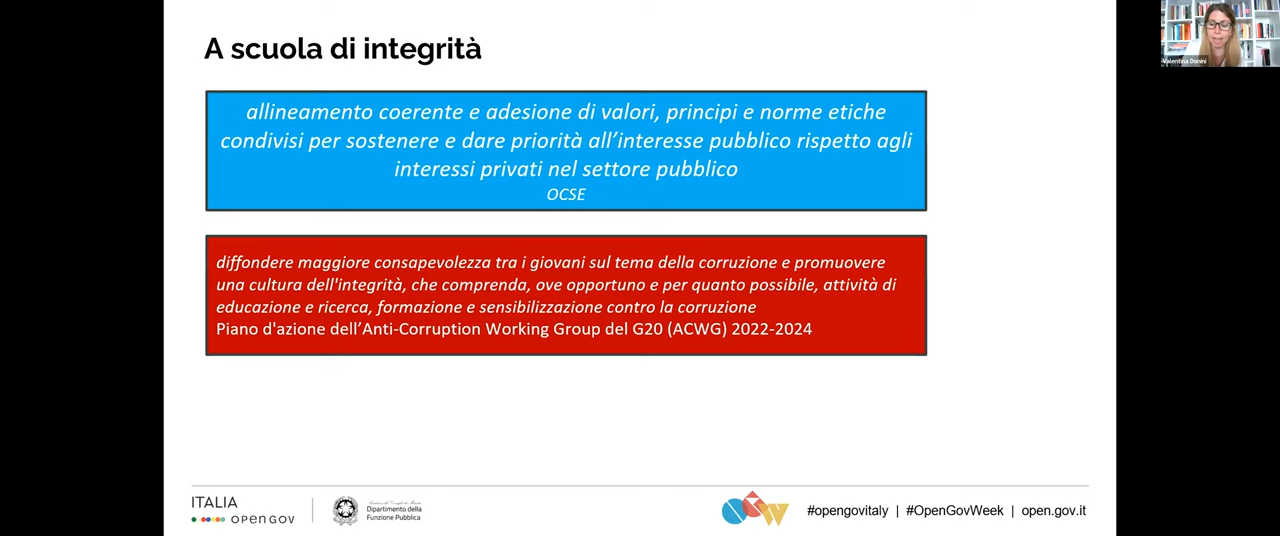 A scuola di integrità
Valentina Donini
allineamento coerente e adesione di valori, principi e norme etiche
condivisi per sostenere e dare priorità all’interesse pubblico rispetto agli
interessi privati nel settore pubblico
OCSE
diffondere maggiore consapevolezza tra i giovani sul tema della corruzione e promuovere
una cultura dell'integrità, che comprenda, ove opportuno e per quanto possibile, attività di
educazione e ricerca, formazione e sensibilizzazione contro la corruzione
Piano d'azione dell’Anti-Corruption Working Group del G20 (ACWG) 2022-2024
ITALIA
OPEN GOV
Dipartimento della
Funzione Pubblica
#opengovitaly | #OpenGovWeek | open.gov.it